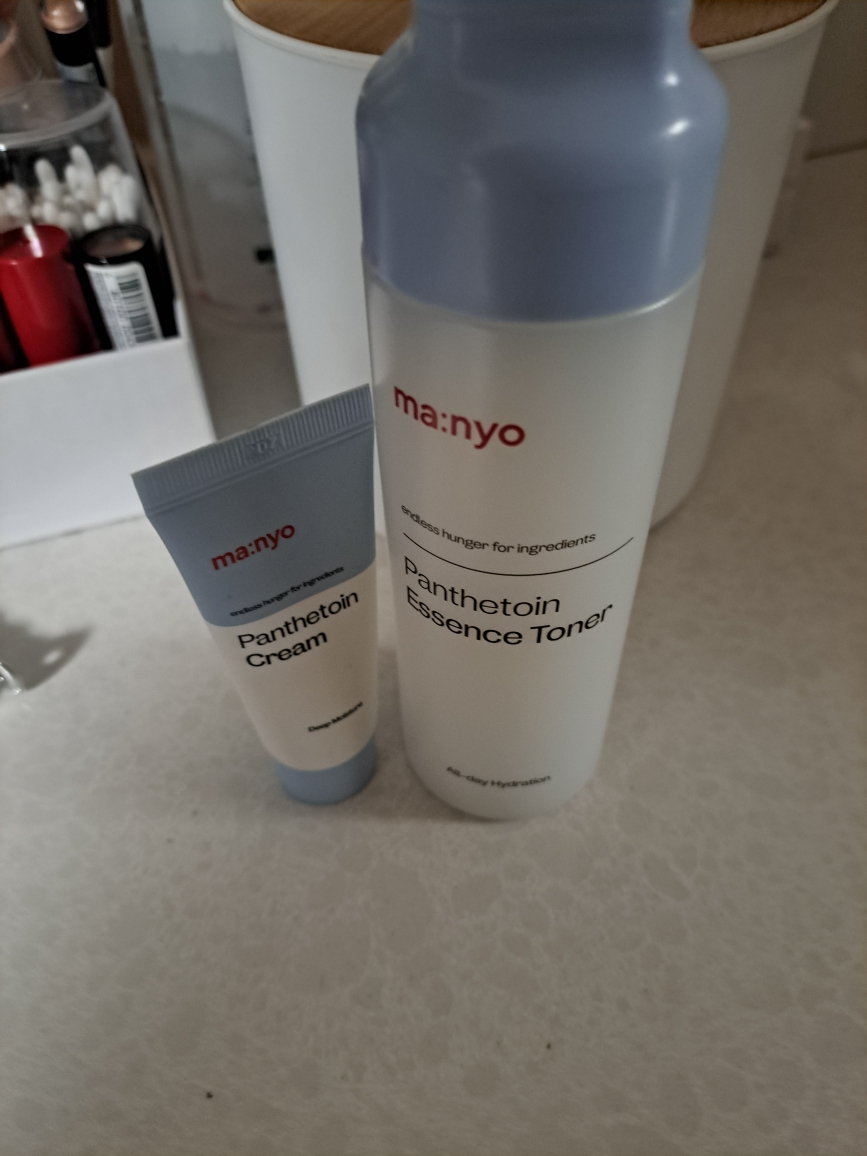 ma:nyo
endless hunger for ingredients
Panthetoin
Cream
Deep Moisture
ma:nyo
endless hunger for ingredients
Panthetoin
Essence Toner
All-day Hydration